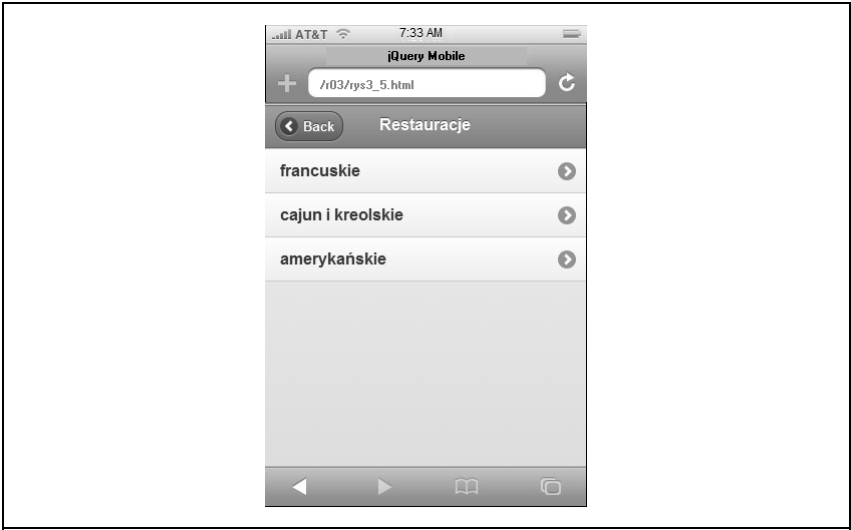 AT&T 7:33 AM
jQuery Mobile
/r03/rys3_5.html
Back Restauracje
francuskie
cajun i kreolskie
amerykańskie